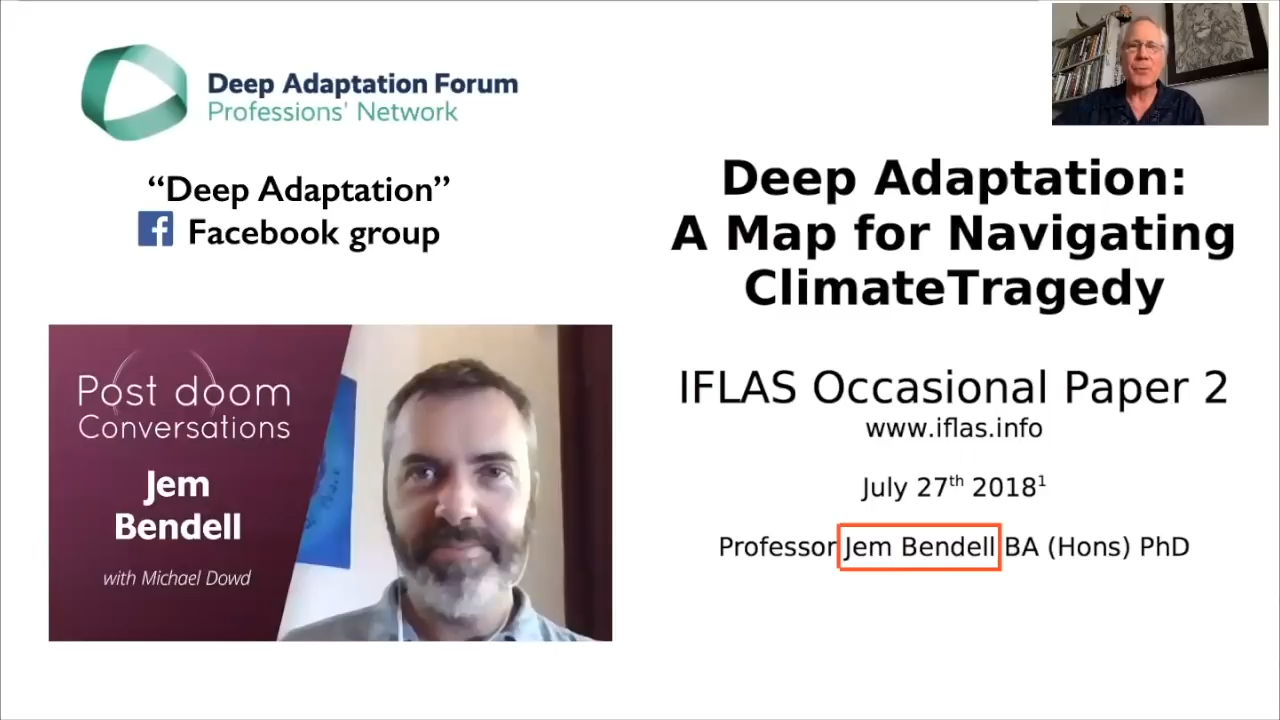 Deep Adaptation Forum
Professions' Network
“Deep Adaptation”
f Facebook group
Post doom
Conversations
Jem
Bendell
with Michael Dowd
Deep Adaptation:
A Map for Navigating
ClimateTragedy
IFLAS Occasional Paper 2
www.iflas.info
July 27th 2018¹
Professor Jem Bendell BA (Hons) PhD